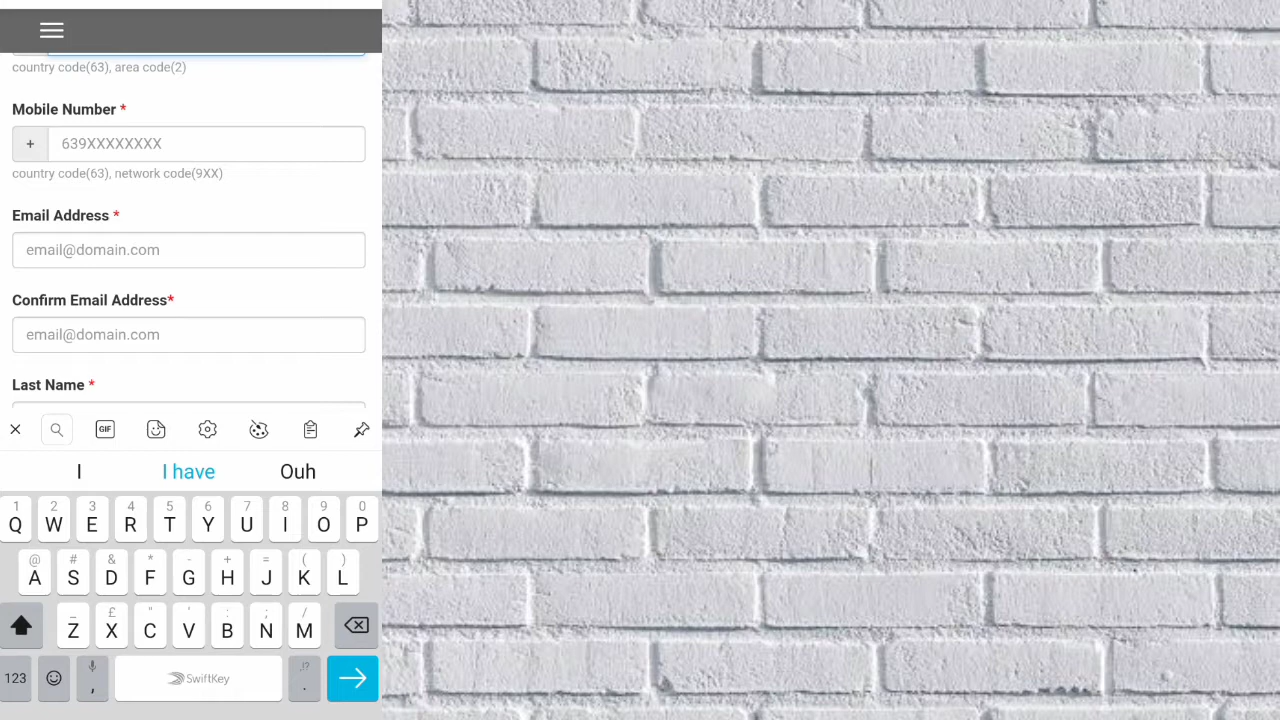 country code(63), area code(2)
Mobile Number *
+ 639XXXXXXXX
country code(63), network code(9XX)
Email Address *
email@domain.com
Confirm Email Address*
email@domain.com
Last Name *
GIF
I I have Ouh
1 2 3 4 5 6 7 8 9 0
Q W E R T Y U I O P
@ # & * - + = ( )
A S D F G H J K L
_ £ " ' : ; /
Z X C V B N M
123 , SwiftKey ,!? .